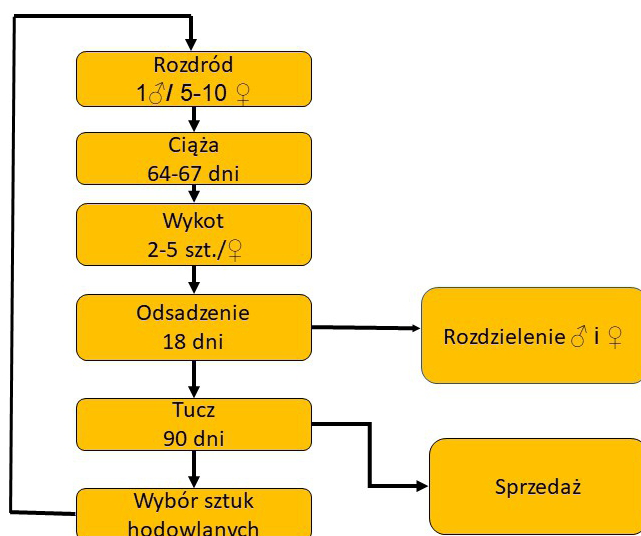 Rozdród
1♂/ 5-10 ♀
Ciąża
64-67 dni
Wykot
2-5 szt./♀
Odsadzenie
18 dni
Rozdzielenie ♂ i ♀
Tucz
90 dni
Sprzedaż
Wybór sztuk
hodowlanych